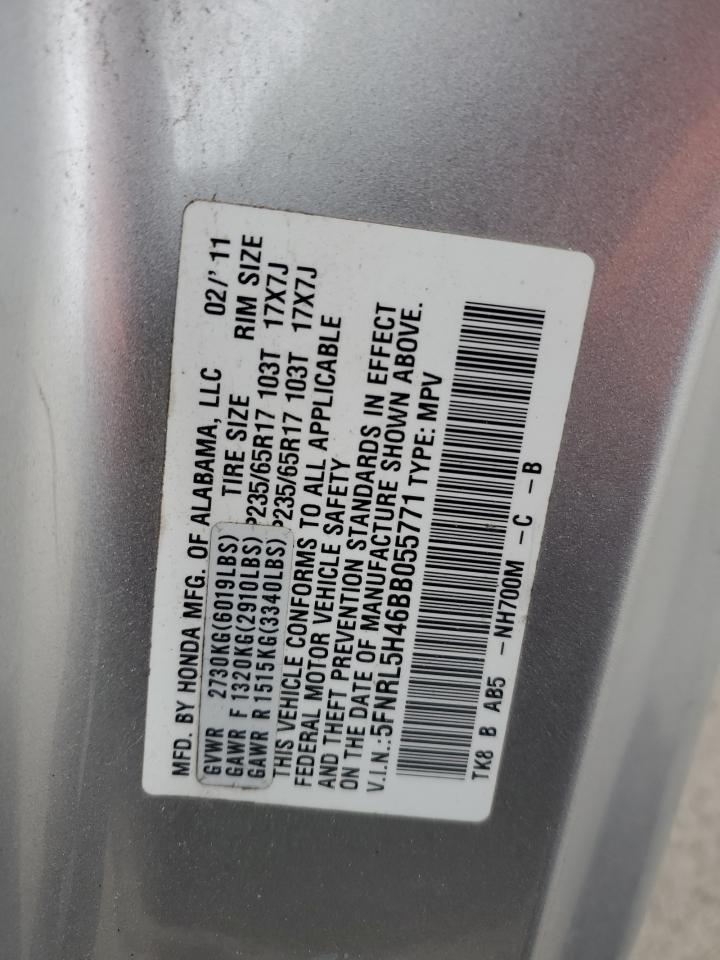 MFD. BY HONDA MFG. OF ALABAMA, LLC 02/' 11
TIRE SIZE RIM SIZE
GVWR 2730KG(6019LBS)
GAWR F 1320KG(2910LBS) P235/65R17 103T 17X7J
GAWR R 1515KG(3340LBS) P235/65R17 103T 17X7J
THIS VEHICLE CONFORMS TO ALL APPLICABLE
FEDERAL MOTOR VEHICLE SAFETY
AND THEFT PREVENTION STANDARDS IN EFFECT
ON THE DATE OF MANUFACTURE SHOWN ABOVE.
V.I.N.:5FNRL5H46BB055771 TYPE: MPV
TK8 B AB5 -NH700M -C -B